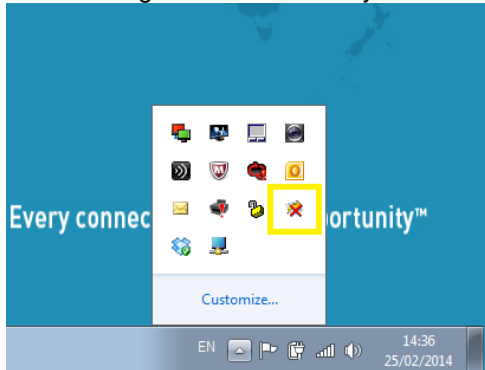 Every connec ortunity™
Customize...
EN
14:36
25/02/2014